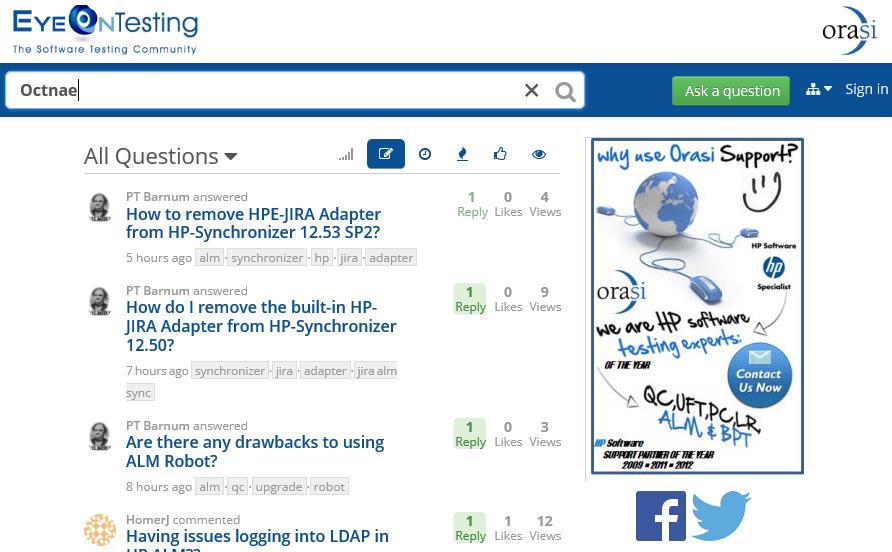 EYEONTESTING
The Software Testing Community
orasi
Octnae
Ask a question
Sign in
All Questions
PT Barnum answered
How to remove HPE-JIRA Adapter
from HP-Synchronizer 12.53 SP2?
5 hours ago alm · synchronizer · hp · jira · adapter
1 Reply
0 Likes
4 Views
PT Barnum answered
How do I remove the built-in HP-
JIRA Adapter from HP-Synchronizer
12.50?
7 hours ago synchronizer · jira · adapter · jira alm
sync
1 Reply
0 Likes
9 Views
PT Barnum answered
Are there any drawbacks to using
ALM Robot?
8 hours ago alm · qc · upgrade · robot
1 Reply
0 Likes
3 Views
HomerJ commented
Having issues logging into LDAP in
HP ALM??
1 Reply
1 Likes
12 Views
why use Orasi Support?
HP Software
hp
Specialist
orasi
we are HP software
testing experts:
OF THE YEAR
Contact
Us Now
QC, UFT, PC, LR,
ALM & BPT
HP Software
SUPPORT PARTNER OF THE YEAR
2009 • 2011 • 2012